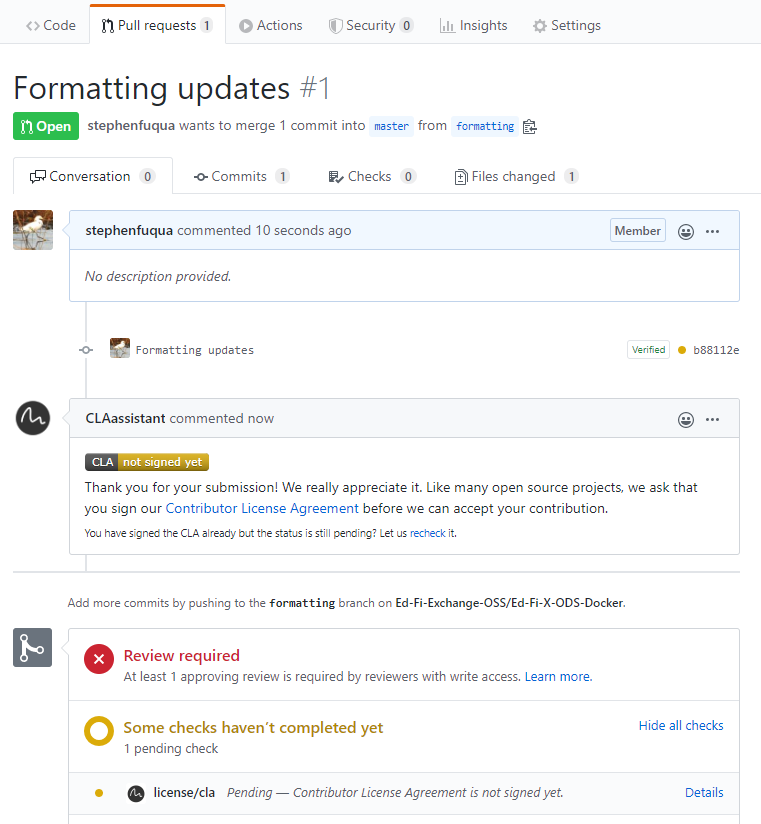 Code Pull requests 1 Actions Security 0 Insights Settings
Formatting updates #1
Open stephenfuqua wants to merge 1 commit into master from formatting
Conversation 0 Commits 1 Checks 0 Files changed 1
stephenfuqua commented 10 seconds ago Member
No description provided.
Formatting updates Verified b88112e
CLAassistant commented now
CLA not signed yet
Thank you for your submission! We really appreciate it. Like many open source projects, we ask that
you sign our Contributor License Agreement before we can accept your contribution.
You have signed the CLA already but the status is still pending? Let us recheck it.
Add more commits by pushing to the formatting branch on Ed-Fi-Exchange-OSS/Ed-Fi-X-ODS-Docker.
Review required
At least 1 approving review is required by reviewers with write access. Learn more.
Some checks haven't completed yet Hide all checks
1 pending check
license/cla Pending — Contributor License Agreement is not signed yet. Details